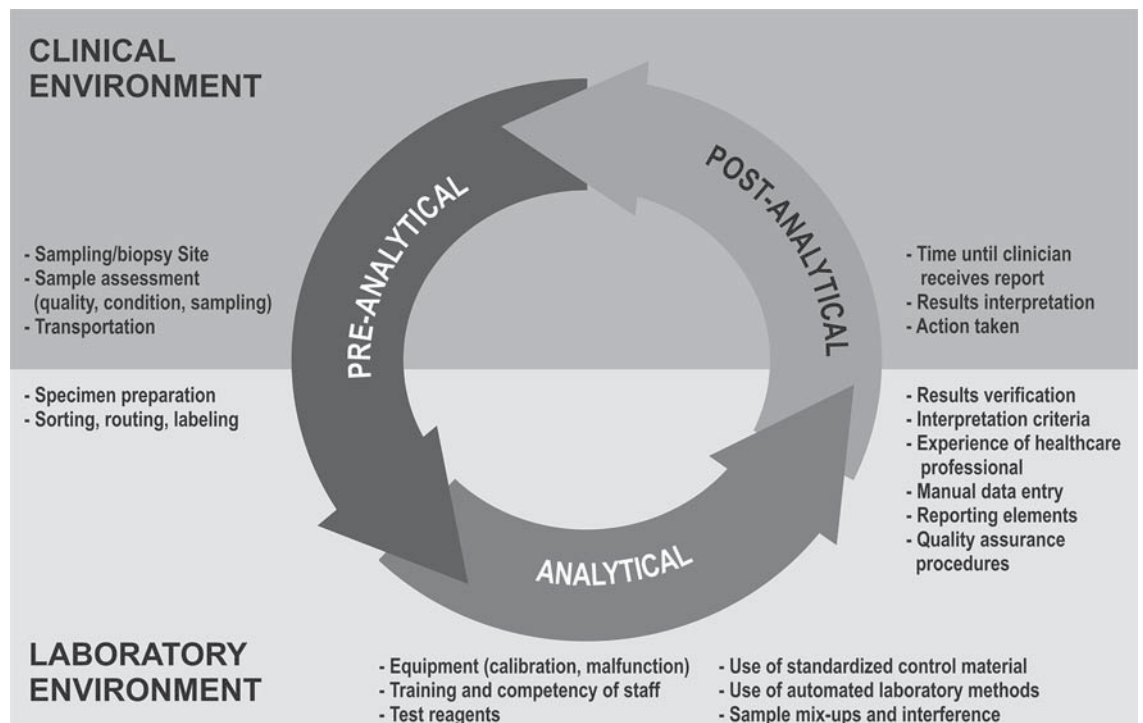 CLINICAL
ENVIRONMENT
PRE-ANALYTICAL
POST-ANALYTICAL
- Sampling/biopsy Site
- Sample assessment
(quality, condition, sampling)
- Transportation
- Time until clinician
receives report
- Results interpretation
- Action taken
- Specimen preparation
- Sorting, routing, labeling
- Results verification
- Interpretation criteria
- Experience of healthcare
professional
- Manual data entry
- Reporting elements
- Quality assurance
procedures
ANALYTICAL
LABORATORY
ENVIRONMENT
- Equipment (calibration, malfunction)
- Training and competency of staff
- Test reagents
- Use of standardized control material
- Use of automated laboratory methods
- Sample mix-ups and interference